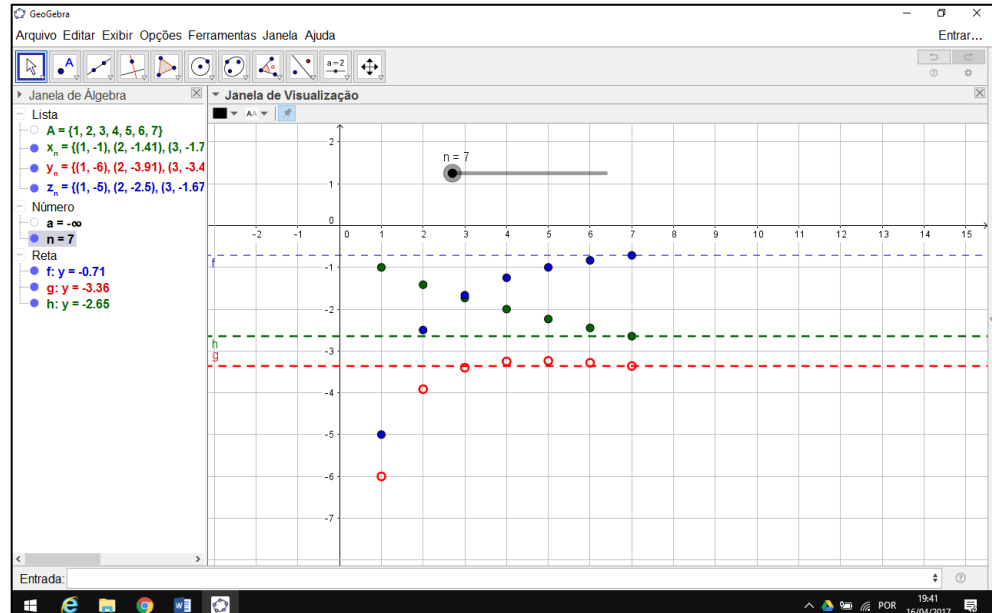 GeoGebra
Arquivo Editar Exibir Opções Ferramentas Janela Ajuda
Entrar...
A
a=2
Janela de Álgebra
Janela de Visualização
AA
Lista
A = {1, 2, 3, 4, 5, 6, 7}
xₙ = {(1, -1), (2, -1.41), (3, -1.7
yₙ = {(1, -6), (2, -3.91), (3, -3.4
zₙ = {(1, -5), (2, -2.5), (3, -1.67
Número
a = -∞
n = 7
Reta
f: y = -0.71
g: y = -3.36
h: y = -2.65
n = 7
2
1
0
-2 -1 0 1 2 3 4 5 6 7 8 9 10 11 12 13 14 15
f
-1
-2
-3
h
g
-4
-5
-6
-7
Entrada:
POR
19:41
16/04/2017